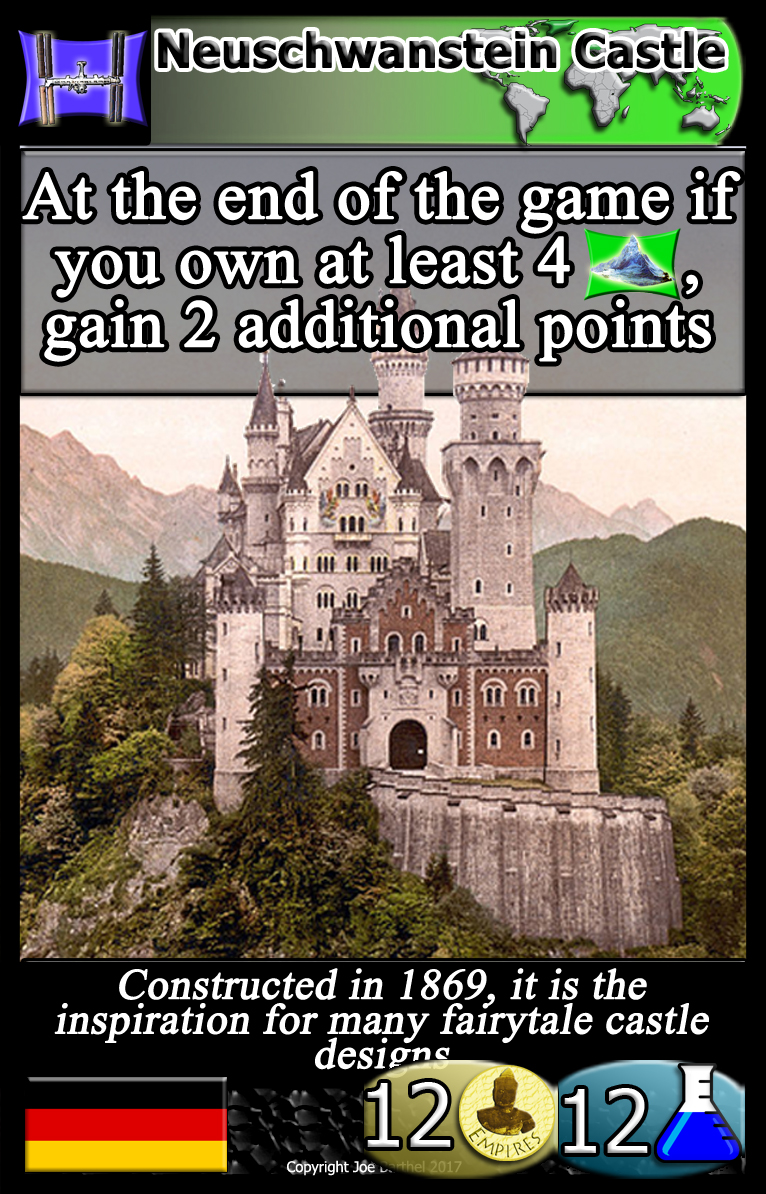 Neuschwanstein Castle
At the end of the game if
you own at least 4 ,
gain 2 additional points
Constructed in 1869, it is the
inspiration for many fairytale castle
designs
12 EMPIRES 12 E
Copyright Joe Barthel 2017